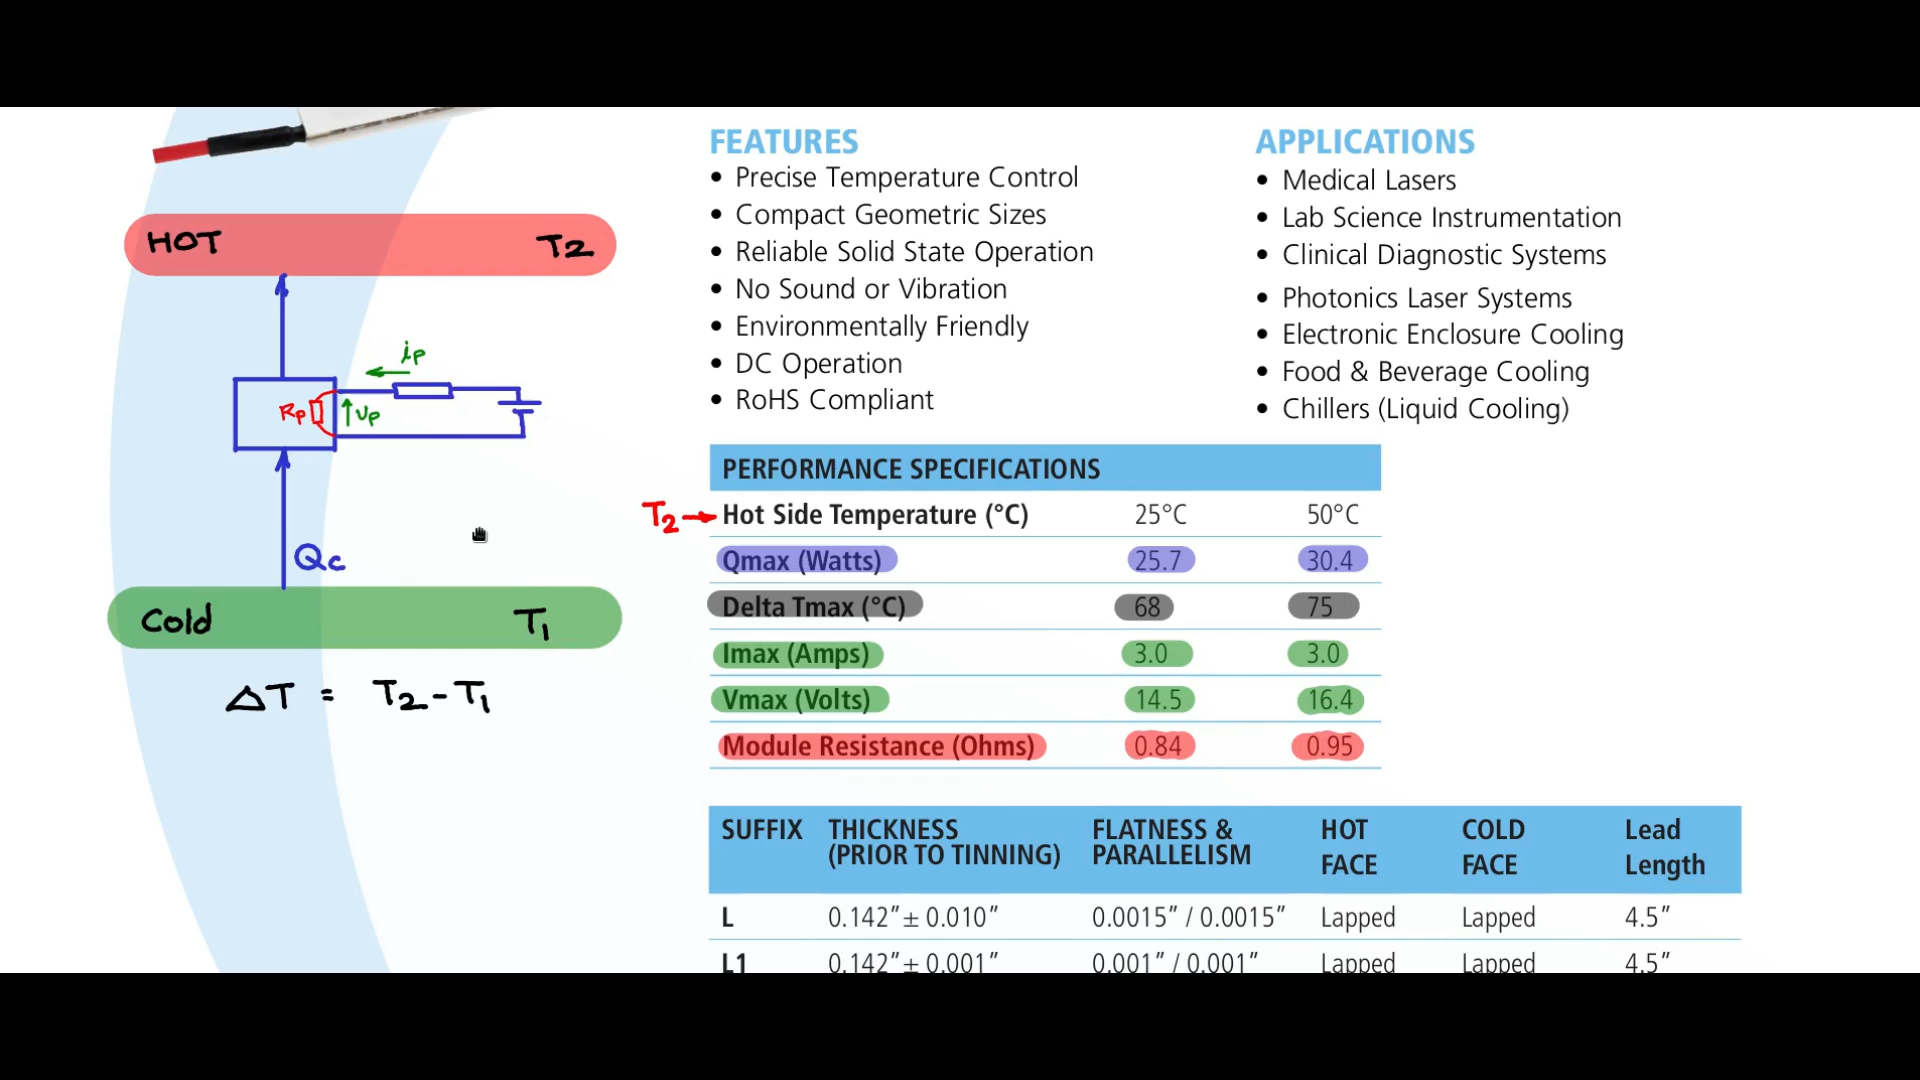 HOT T2
ip
Rp vp
Qc
Cold T1
ΔT = T2 - T1
FEATURES
• Precise Temperature Control
• Compact Geometric Sizes
• Reliable Solid State Operation
• No Sound or Vibration
• Environmentally Friendly
• DC Operation
• RoHS Compliant
APPLICATIONS
• Medical Lasers
• Lab Science Instrumentation
• Clinical Diagnostic Systems
• Photonics Laser Systems
• Electronic Enclosure Cooling
• Food & Beverage Cooling
• Chillers (Liquid Cooling)
PERFORMANCE SPECIFICATIONS
T2 → Hot Side Temperature (°C) 25°C 50°C
Qmax (Watts) 25.7 30.4
Delta Tmax (°C) 68 75
Imax (Amps) 3.0 3.0
Vmax (Volts) 14.5 16.4
Module Resistance (Ohms) 0.84 0.95
SUFFIX THICKNESS FLATNESS & HOT COLD Lead
(PRIOR TO TINNING) PARALLELISM FACE FACE Length
L 0.142”± 0.010” 0.0015” / 0.0015” Lapped Lapped 4.5”
L1 0.142”± 0.001” 0.001” / 0.001” Lapped Lapped 4.5”